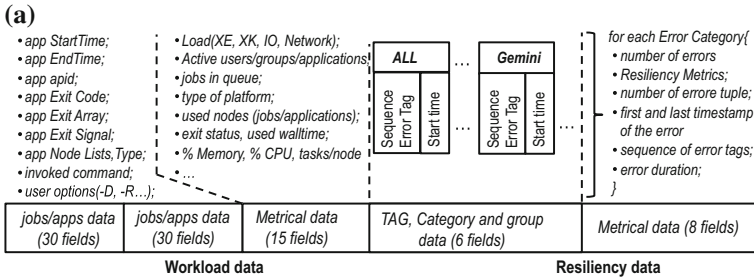 (a)
• app StartTime;
• app EndTime;
• app apid;
• app Exit Code;
• app Exit Array;
• app Exit Signal;
• app Node Lists,Type;
• invoked command;
• user options(-D, -R…);
• Load(XE, XK, IO, Network);
• Active users/groups/applications;
• jobs in queue;
• type of platform;
• used nodes (jobs/applications);
• exit status, used walltime;
• % Memory, % CPU, tasks/node
• …
ALL … Gemini
Sequence
Error Tag
Start time
…
Sequence
Error Tag
Start time
…
for each Error Category{
• number of errors
• Resiliency Metrics;
• number of errore tuple;
• first and last timestamp
of the error
• sequence of error tags;
• error duration;
}
jobs/apps data
(30 fields)
jobs/apps data
(30 fields)
Metrical data
(15 fields)
TAG, Category and group
data (6 fields)
Metrical data (8 fields)
Workload data
Resiliency data